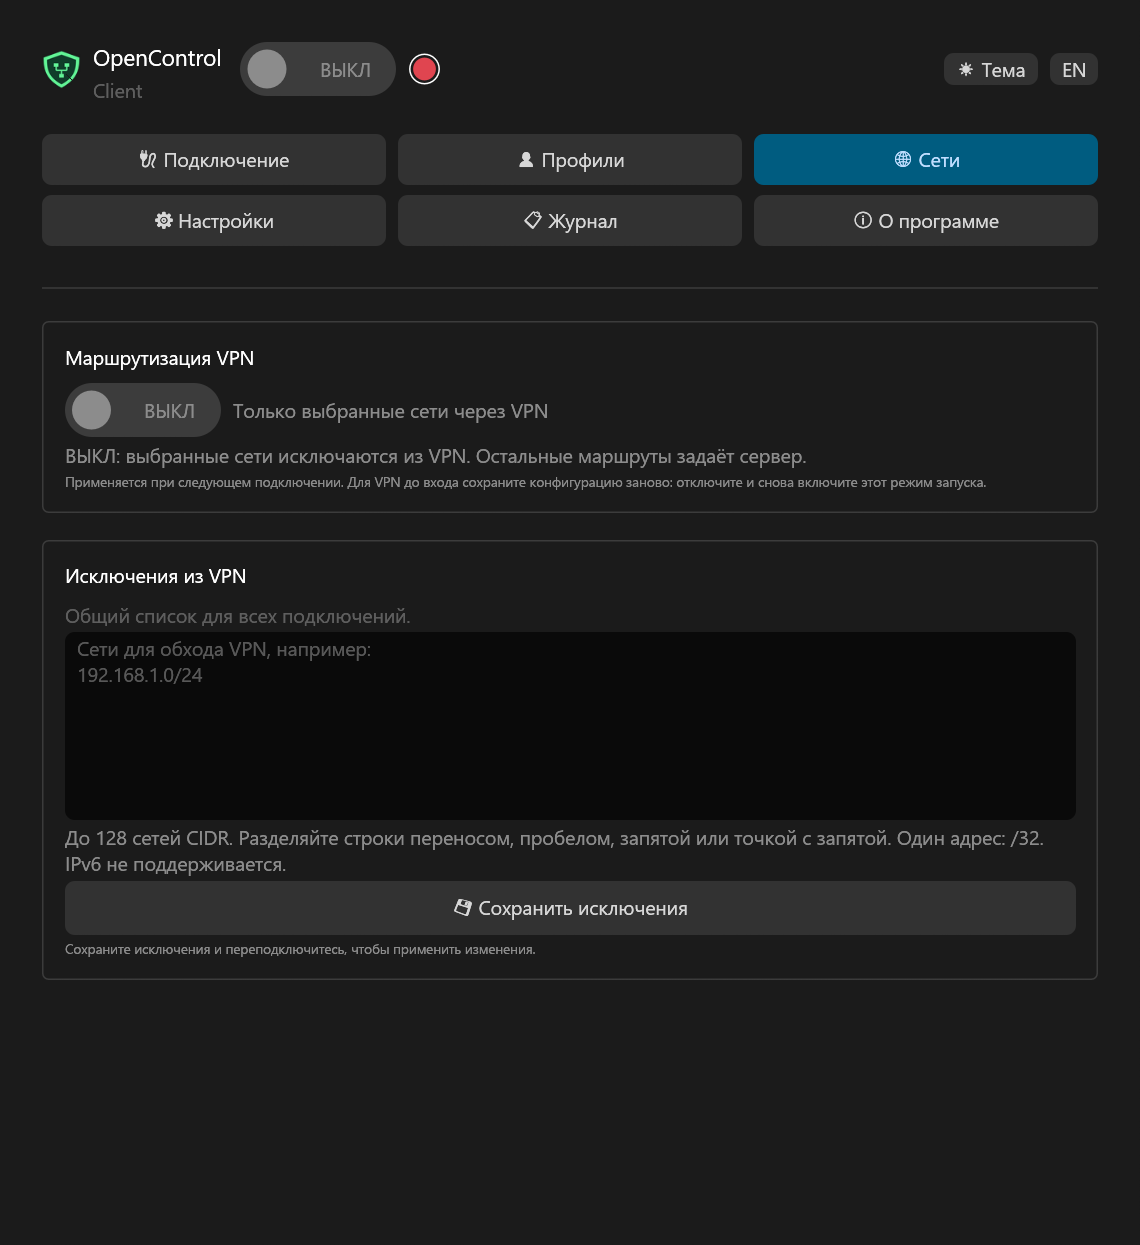 OpenControl
Client
ВЫКЛ
Тема
EN
Подключение
Профили
Сети
Настройки
Журнал
О программе
Маршрутизация VPN
ВЫКЛ
Только выбранные сети через VPN
ВЫКЛ: выбранные сети исключаются из VPN. Остальные маршруты задаёт сервер.
Применяется при следующем подключении. Для VPN до входа сохраните конфигурацию заново: отключите и снова включите этот режим запуска.
Исключения из VPN
Общий список для всех подключений.
Сети для обхода VPN, например:
192.168.1.0/24
До 128 сетей CIDR. Разделяйте строки переносом, пробелом, запятой или точкой с запятой. Один адрес: /32.
IPv6 не поддерживается.
Сохранить исключения
Сохраните исключения и переподключитесь, чтобы применить изменения.